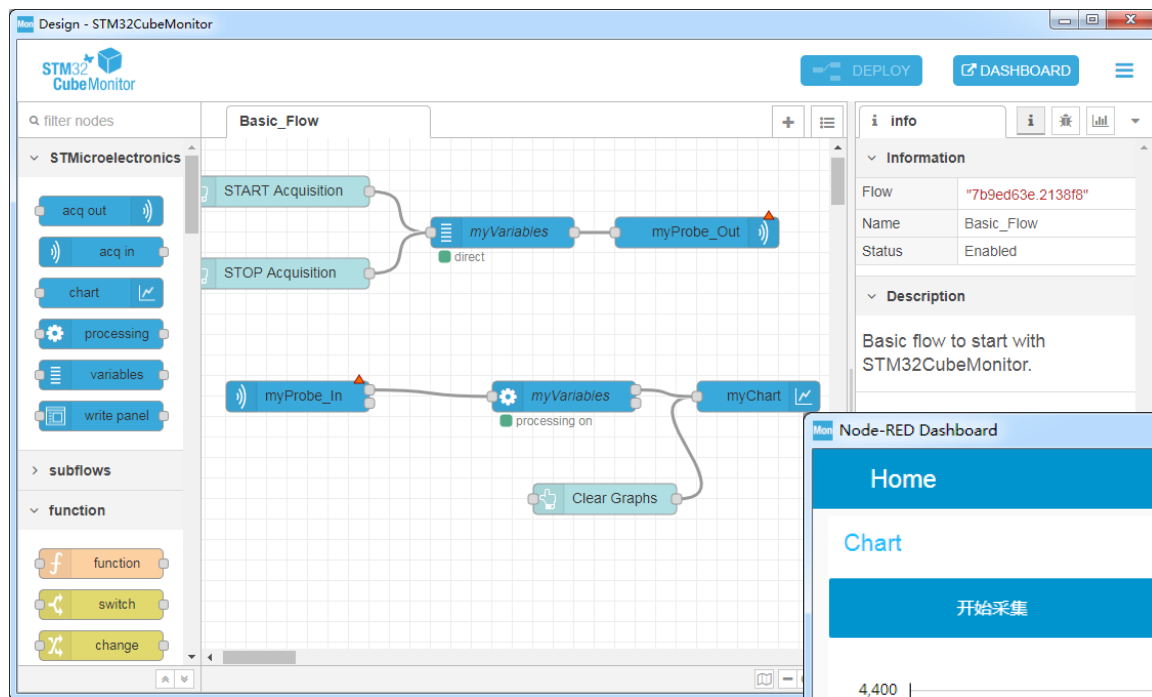 Mon Design - STM32CubeMonitor
STM32
CubeMonitor
DEPLOY
DASHBOARD
filter nodes
Basic_Flow
STMicroelectronics
acq out
acq in
chart
processing
variables
write panel
subflows
function
function
switch
change
START Acquisition
STOP Acquisition
myVariables
direct
myProbe_Out
myProbe_In
myVariables
processing on
myChart
Clear Graphs
i info
i
Information
Flow "7b9ed63e.2138f8"
Name Basic_Flow
Status Enabled
Description
Basic flow to start with
STM32CubeMonitor.
Mon Node-RED Dashboard
Home
Chart
开始采集
4,400